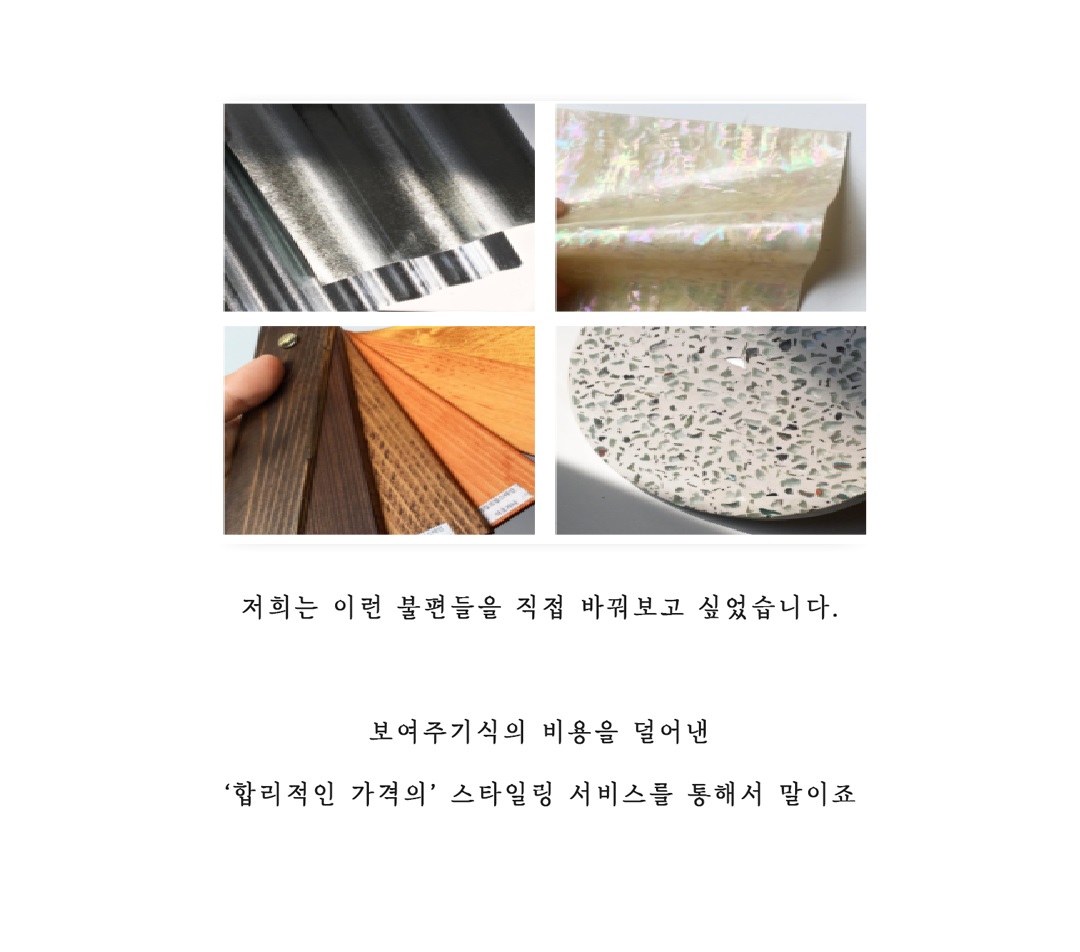 저희는 이런 불편들을 직접 바꿔보고 싶었습니다.
보여주기식의 비용을 덜어낸
‘합리적인 가격의’ 스타일링 서비스를 통해서 말이죠